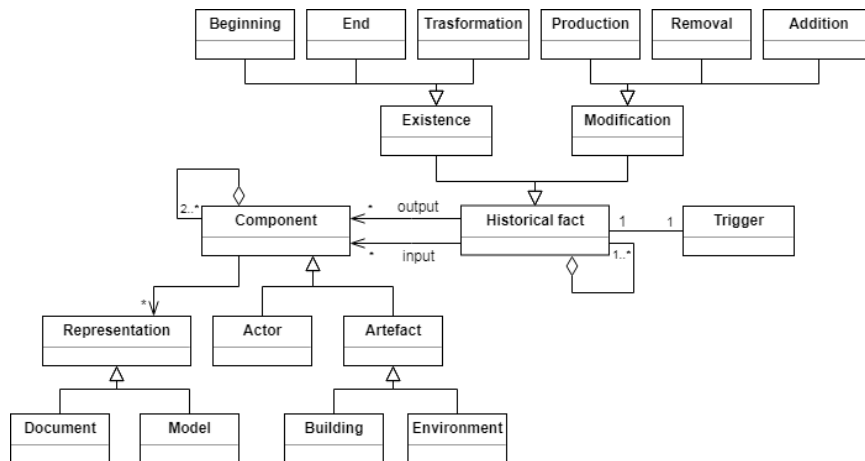 Beginning
End
Trasformation
Production
Removal
Addition
Existence
Modification
2..*
Component
*
output
*
input
Historical fact
1
1
Trigger
1..*
*
Representation
Actor
Artefact
Document
Model
Building
Environment